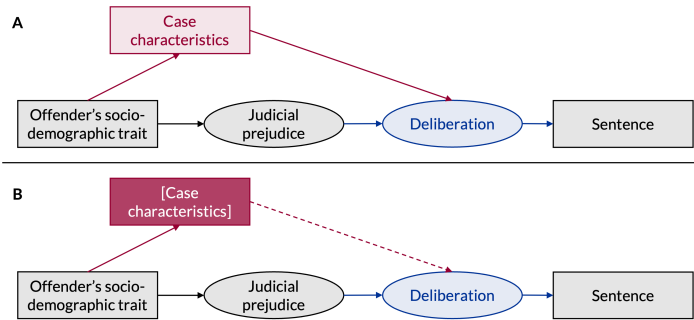 A
Case
characteristics
Offender's socio-
demographic trait
Judicial
prejudice
Deliberation
Sentence
B
[Case
characteristics]
Offender's socio-
demographic trait
Judicial
prejudice
Deliberation
Sentence